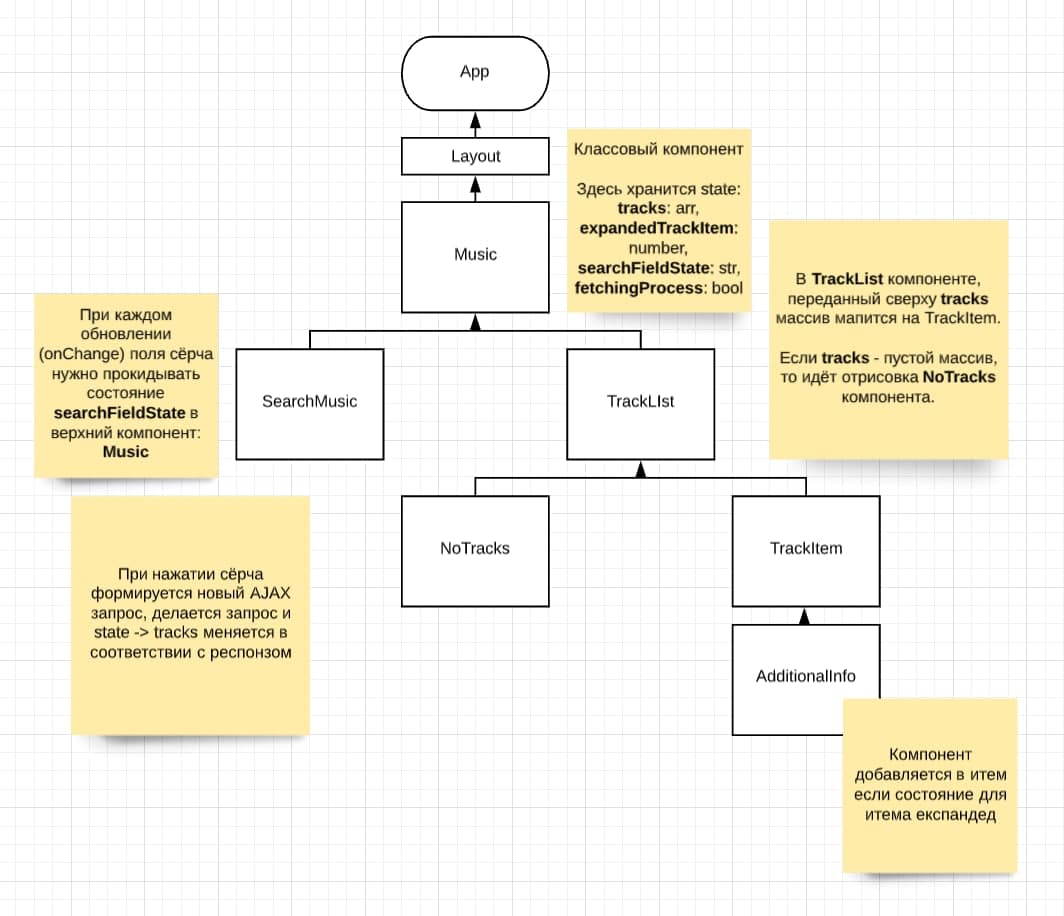 App
Layout
Music
Классовый компонент
Здесь хранится state:
tracks: arr,
expandedTrackItem:
number,
searchFieldState: str,
fetchingProcess: bool
В TrackList компоненте,
переданный сверху tracks
массив мапится на TrackItem.
Если tracks - пустой массив,
то идёт отрисовка NoTracks
компонента.
При каждом
обновлении
(onChange) поля сёрча
нужно прокидывать
состояние
searchFieldState в
верхний компонент:
Music
SearchMusic
TrackLIst
При нажатии сёрча
формируется новый AJAX
запрос, делается запрос и
state -> tracks меняется в
соответствии с респонзом
NoTracks
TrackItem
AdditionalInfo
Компонент
добавляется в итем
если состояние для
итема експандед